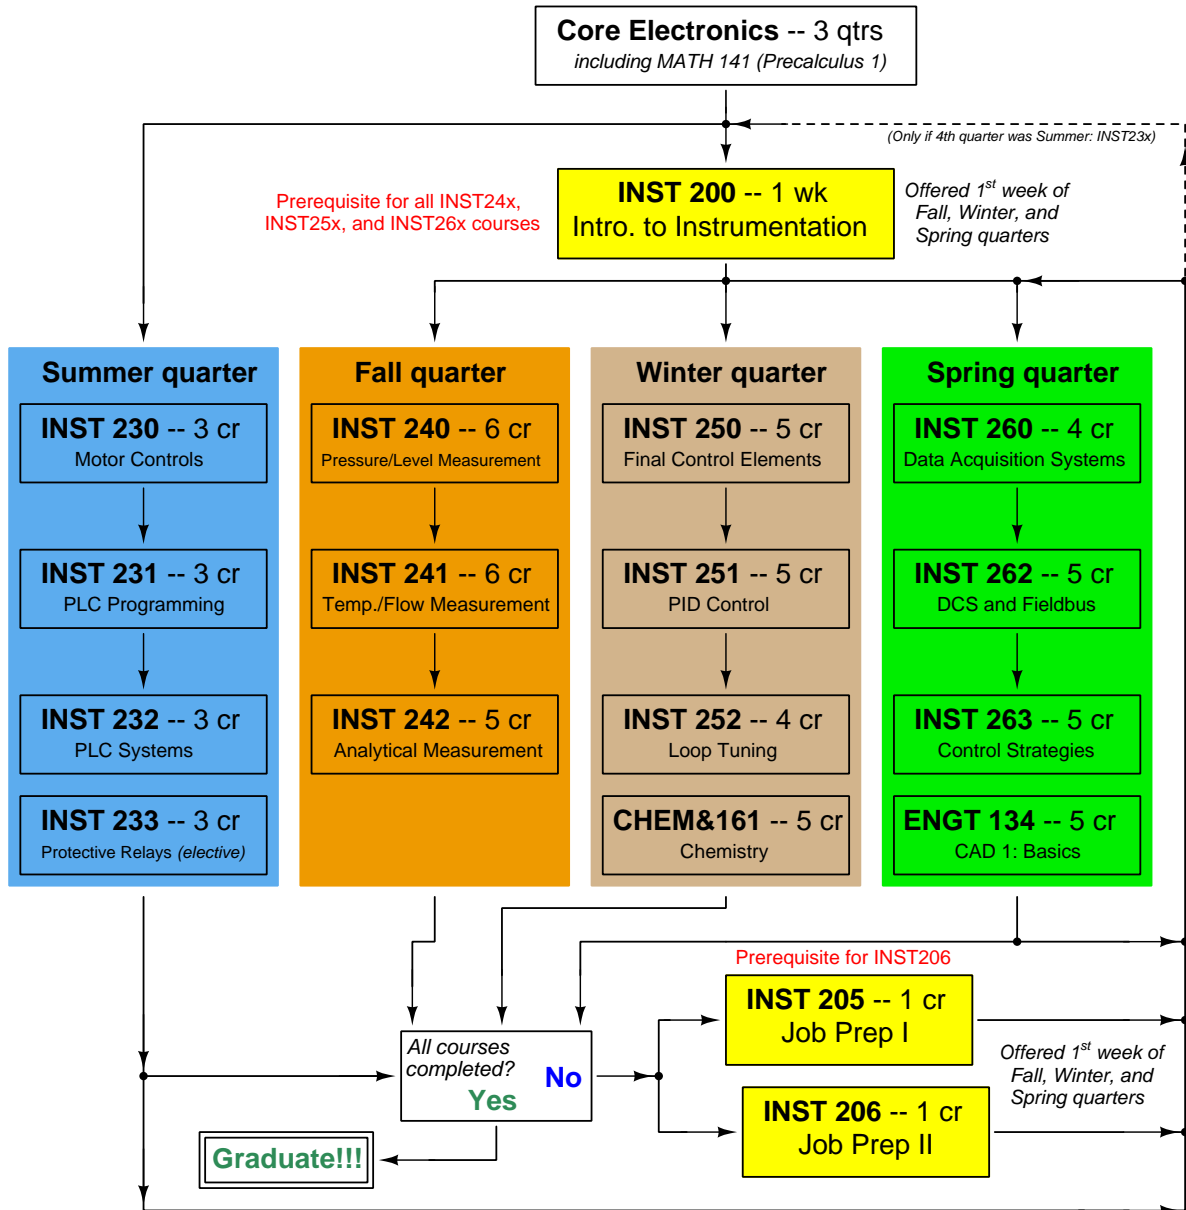 Core Electronics -- 3 qtrs
including MATH 141 (Precalculus 1)
(Only if 4th quarter was Summer: INST23x)
Prerequisite for all INST24x,
INST25x, and INST26x courses
INST 200 -- 1 wk
Intro. to Instrumentation
Offered 1st week of
Fall, Winter, and
Spring quarters
Summer quarter
INST 230 -- 3 cr
Motor Controls
INST 231 -- 3 cr
PLC Programming
INST 232 -- 3 cr
PLC Systems
INST 233 -- 3 cr
Protective Relays (elective)
Fall quarter
INST 240 -- 6 cr
Pressure/Level Measurement
INST 241 -- 6 cr
Temp./Flow Measurement
INST 242 -- 5 cr
Analytical Measurement
Winter quarter
INST 250 -- 5 cr
Final Control Elements
INST 251 -- 5 cr
PID Control
INST 252 -- 4 cr
Loop Tuning
CHEM&161 -- 5 cr
Chemistry
Spring quarter
INST 260 -- 4 cr
Data Acquisition Systems
INST 262 -- 5 cr
DCS and Fieldbus
INST 263 -- 5 cr
Control Strategies
ENGT 134 -- 5 cr
CAD 1: Basics
Prerequisite for INST206
INST 205 -- 1 cr
Job Prep I
All courses
completed?
No
Yes
Offered 1st week of
Fall, Winter, and
Spring quarters
INST 206 -- 1 cr
Job Prep II
Graduate!!!